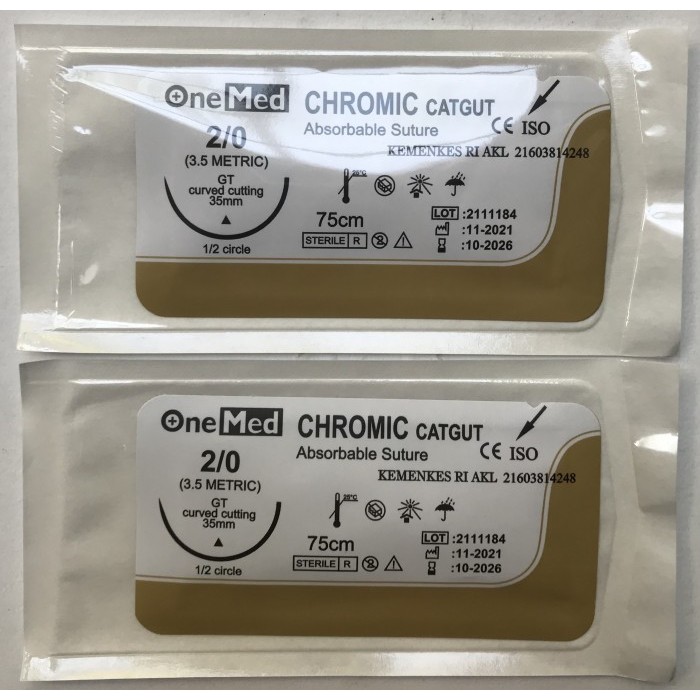 OneMed CHROMIC CATGUT
Absorbable Suture CE ISO
KEMENKES RI AKL 21603814248
2/0
(3.5 METRIC)
GT
curved cutting
35mm
1/2 circle
25°C
75cm
STERILE R
LOT :2111184
:11-2021
:10-2026
OneMed CHROMIC CATGUT
Absorbable Suture CE ISO
KEMENKES RI AKL 21603814248
2/0
(3.5 METRIC)
GT
curved cutting
35mm
1/2 circle
25°C
75cm
STERILE R
LOT :2111184
:11-2021
:10-2026